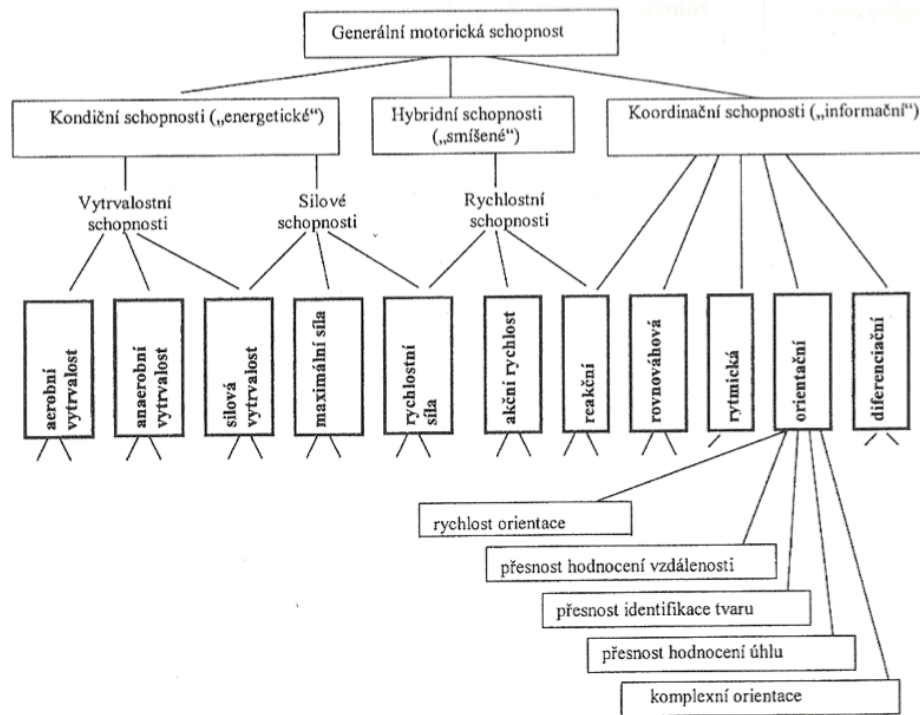 Generální motorická schopnost
Kondiční schopnosti („energetické“)
Hybridní schopnosti
(„smíšené“)
Koordinační schopnosti („informační“)
Vytrvalostní
schopnosti
Silové
schopnosti
Rychlostní
schopnosti
aerobní
vytrvalost
anaerobní
vytrvalost
silová
vytrvalost
maximální síla
rychlostní
síla
akční rychlost
reakční
rovnováhová
rytmická
orientační
diferenciační
rychlost orientace
přesnost hodnocení vzdálenosti
přesnost identifikace tvaru
přesnost hodnocení úhlu
komplexní orientace